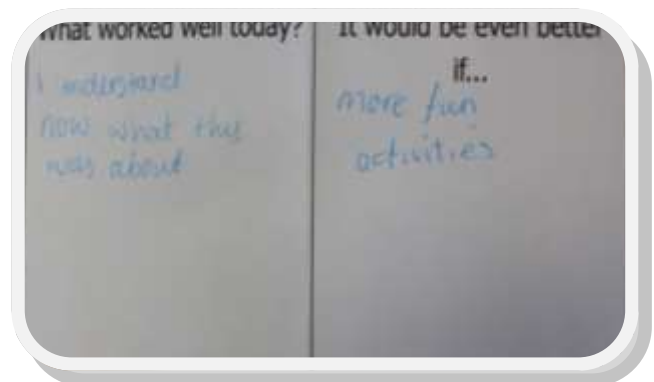 What worked well today?
I understand
now what this
was about
It would be even better
if...
more fun
activities